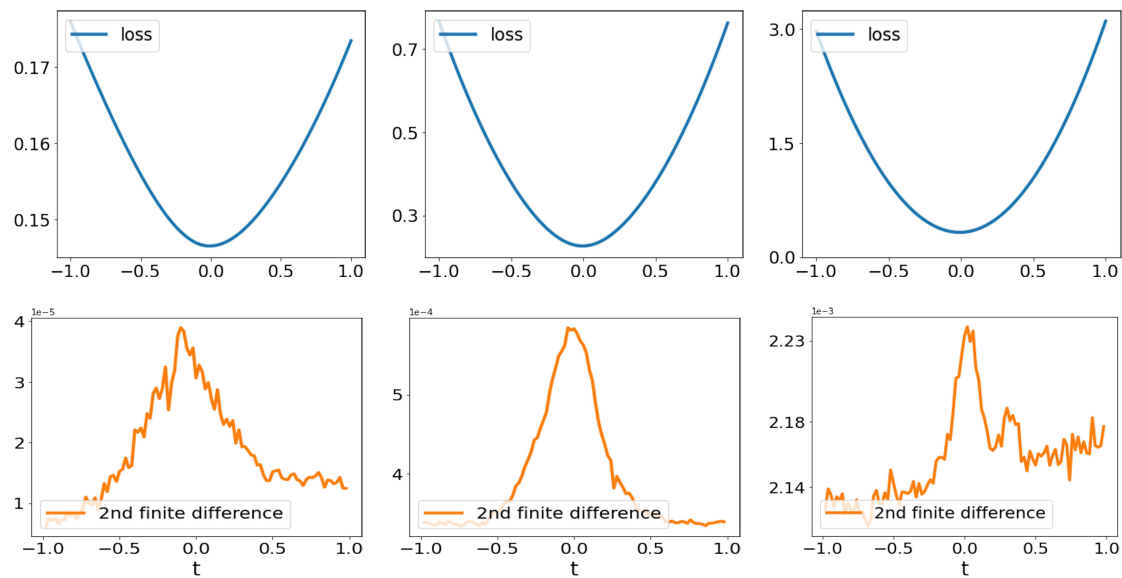 loss
0.17
0.16
0.15
−1.0 −0.5 0.0 0.5 1.0
loss
0.7
0.5
0.3
−1.0 −0.5 0.0 0.5 1.0
loss
3.0
1.5
0.0
−1.0 −0.5 0.0 0.5 1.0
1e−5
4
3
2
1
2nd finite difference
−1.0 −0.5 0.0 0.5 1.0
t
1e−4
5
4
2nd finite difference
−1.0 −0.5 0.0 0.5 1.0
t
1e−3
2.23
2.18
2.14
2nd finite difference
−1.0 −0.5 0.0 0.5 1.0
t